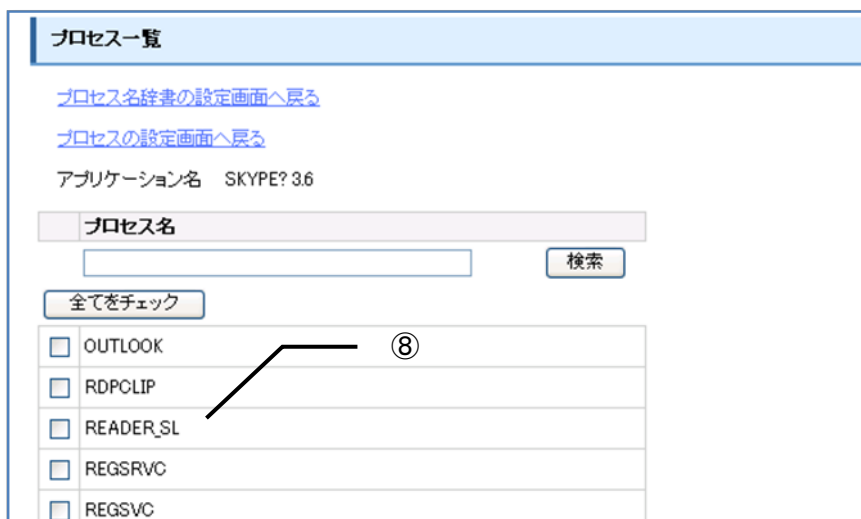 プロセス一覧
プロセス名辞書の設定画面へ戻る
プロセスの設定画面へ戻る
アプリケーション名 SKYPE? 3.6
プロセス名
検索
全てをチェック
OUTLOOK
⑧
RDPCLIP
READER_SL
REGSRVC
REGSVC